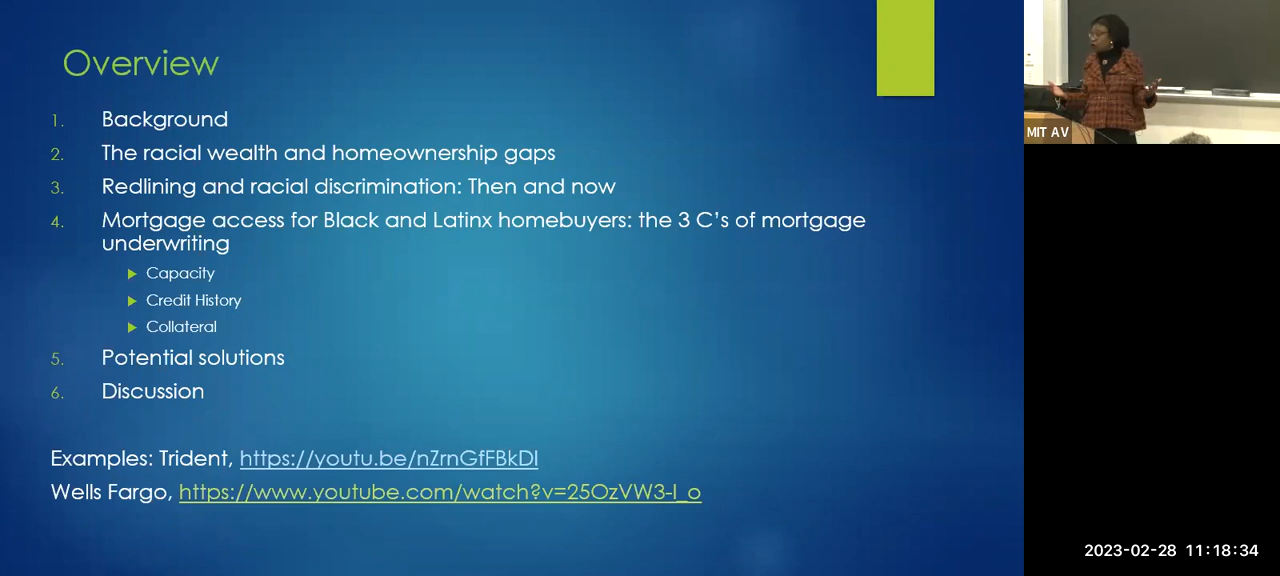 Overview
1. Background
2. The racial wealth and homeownership gaps
3. Redlining and racial discrimination: Then and now
4. Mortgage access for Black and Latinx homebuyers: the 3 C's of mortgage
underwriting
Capacity
Credit History
Collateral
5. Potential solutions
6. Discussion
Examples: Trident, https://youtu.be/nZrnGfFBkDI
Wells Fargo, https://www.youtube.com/watch?v=25OzVW3-I_o
MIT AV
2023-02-28 11:18:34